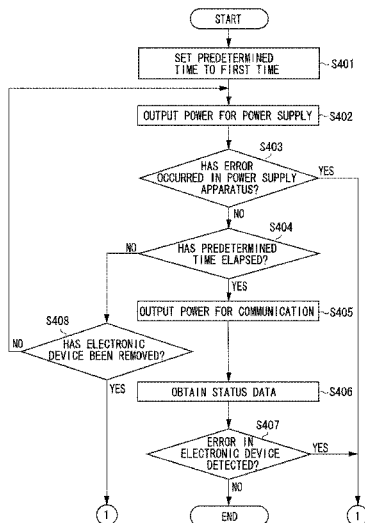 START
SET PREDETERMINED
TIME TO FIRST TIME
S401
OUTPUT POWER FOR POWER SUPPLY
S402
S403
HAS ERROR
OCCURRED IN POWER SUPPLY
APPARATUS?
YES
NO
S404
HAS PREDETERMINED
TIME ELAPSED?
NO
YES
OUTPUT POWER FOR COMMUNICATION
S405
S408
HAS ELECTRONIC
DEVICE BEEN REMOVED?
NO
YES
OBTAIN STATUS DATA
S406
S407
ERROR IN
ELECTRONIC DEVICE
DETECTED?
YES
NO
1
END
1